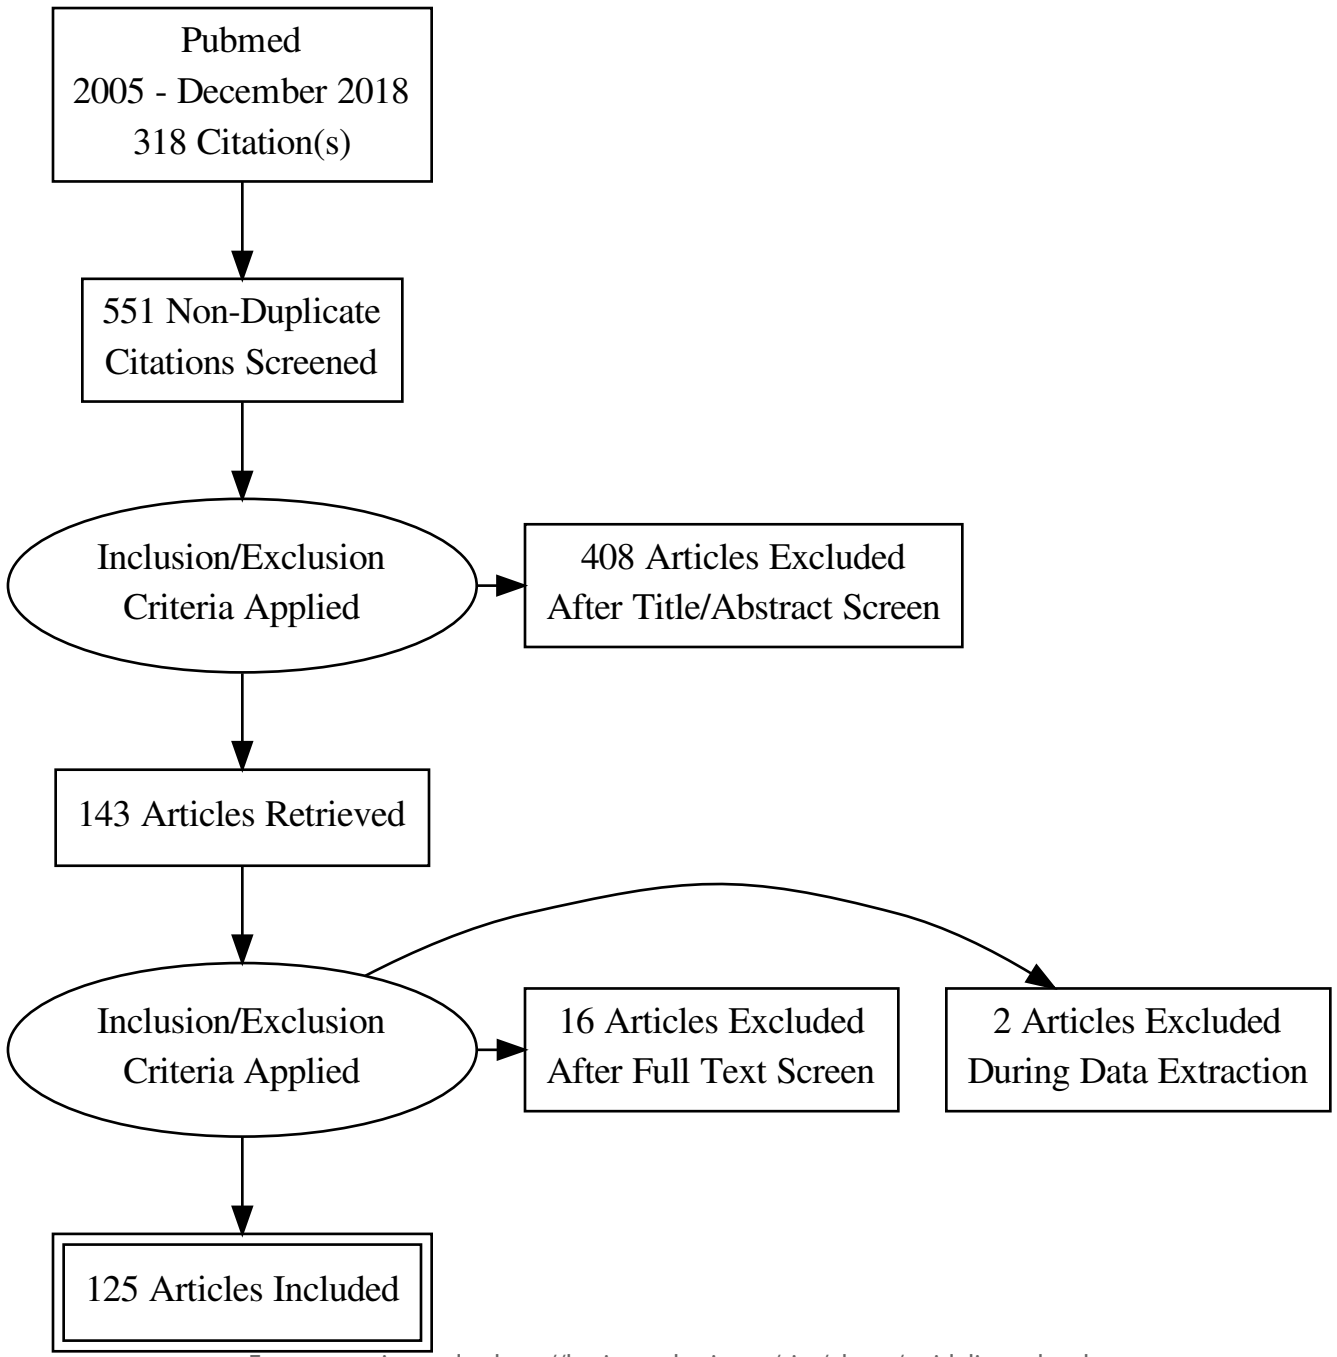 Pubmed
2005 - December 2018
318 Citation(s)
551 Non-Duplicate
Citations Screened
Inclusion/Exclusion
Criteria Applied
408 Articles Excluded
After Title/Abstract Screen
143 Articles Retrieved
Inclusion/Exclusion
Criteria Applied
16 Articles Excluded
After Full Text Screen
2 Articles Excluded
During Data Extraction
125 Articles Included